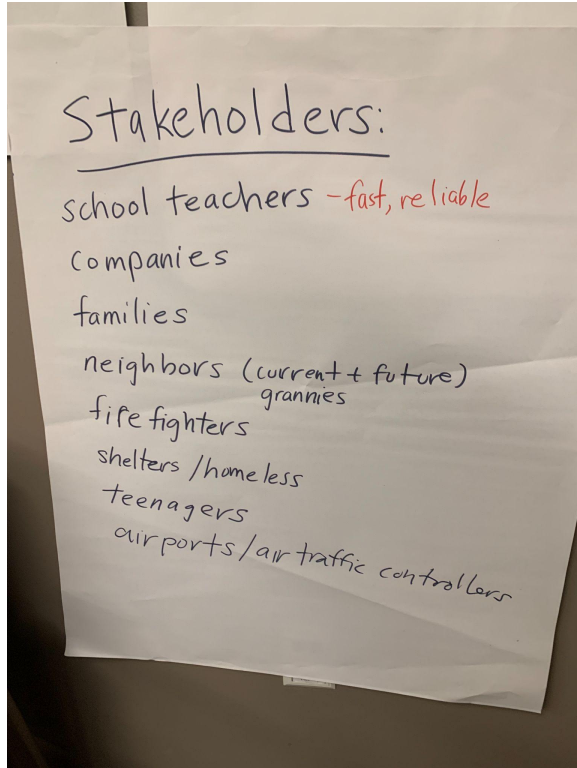 Stakeholders:
school teachers - fast, reliable
companies
families
neighbors (current + future)
grannies
fire fighters
shelters / homeless
teenagers
airports / air traffic controllers